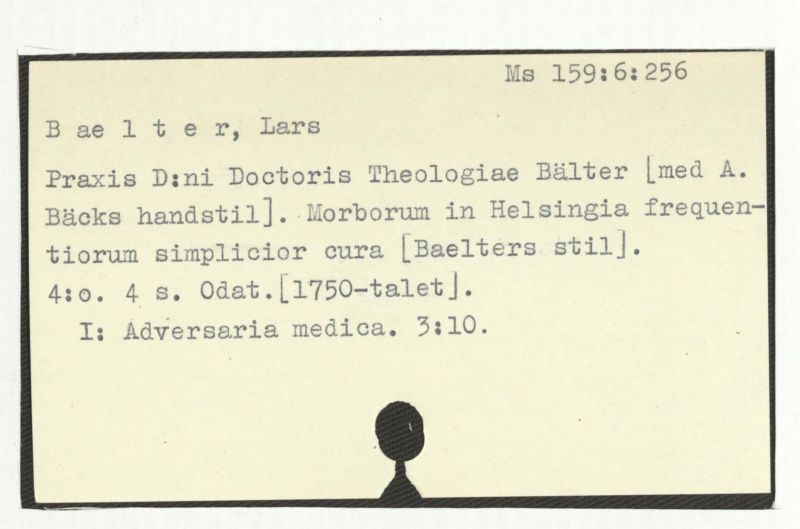 Ms 159:6:256
B ae l t e r, Lars
Praxis D:ni Doctoris Theologiae Bälter [med A.
Bäcks handstil]. Morborum in Helsingia frequen-
tiorum simplicior cura [Baelters stil].
4:o. 4 s. Odat.[1750-talet].
I: Adversaria medica. 3:10.